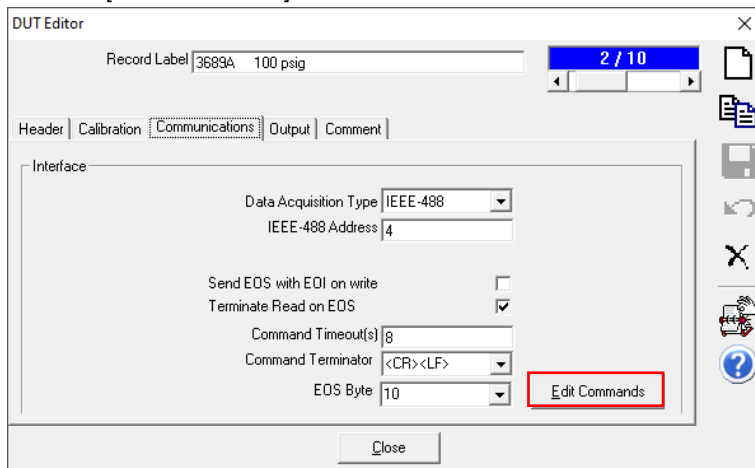 DUT Editor
Record Label 3689A 100 psig
2 / 10
Header Calibration Communications Output Comment
Interface
Data Acquisition Type IEEE-488
IEEE-488 Address 4
Send EOS with EOI on write
Terminate Read on EOS
Command Timeout(s) 8
Command Terminator <CR><LF>
EOS Byte 10 Edit Commands
Close